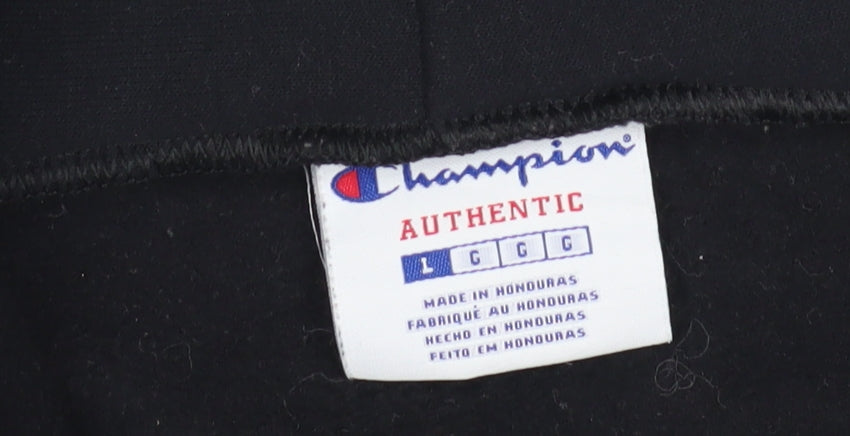 Champion®
AUTHENTIC
L G G G
MADE IN HONDURAS
FABRIQUÉ AU HONDURAS
HECHO EN HONDURAS
FEITO EM HONDURAS